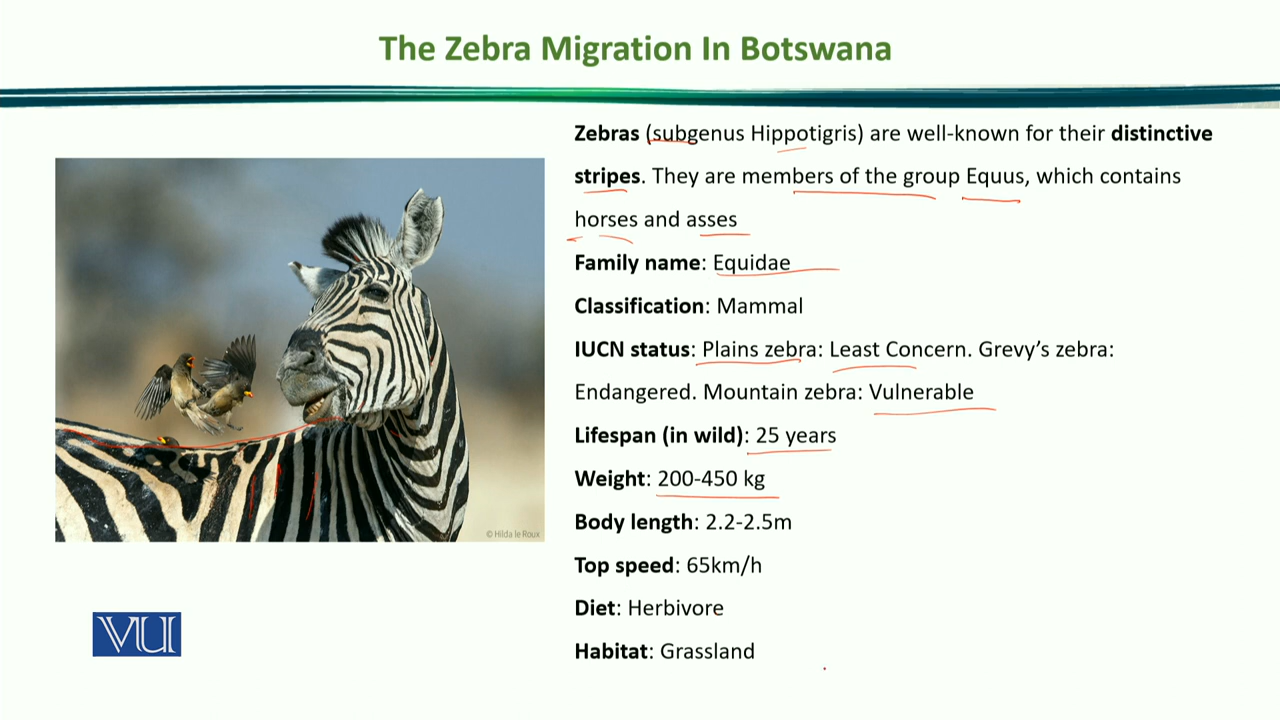 The Zebra Migration In Botswana
Zebras (subgenus Hippotigris) are well-known for their distinctive
stripes. They are members of the group Equus, which contains
horses and asses
Family name: Equidae
Classification: Mammal
IUCN status: Plains zebra: Least Concern. Grevy’s zebra:
Endangered. Mountain zebra: Vulnerable
Lifespan (in wild): 25 years
Weight: 200-450 kg
Body length: 2.2-2.5m
Top speed: 65km/h
Diet: Herbivore
Habitat: Grassland
© Hilda le Roux
VU